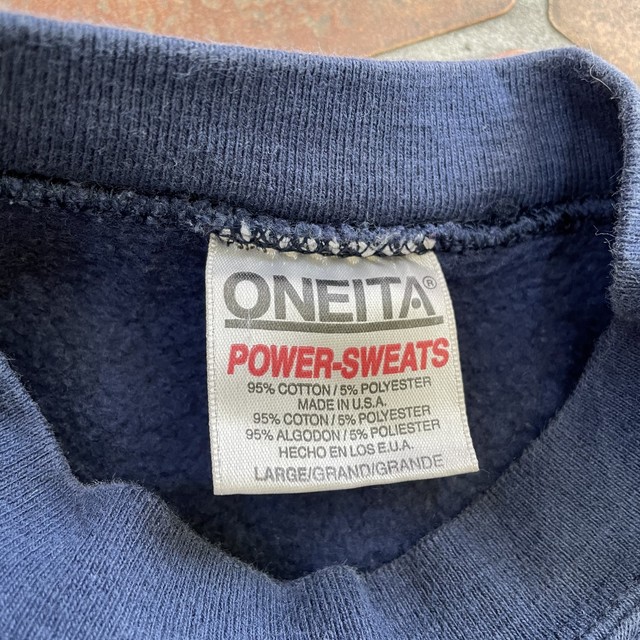 ONEITA®
POWER-SWEATS
95% COTTON / 5% POLYESTER
MADE IN U.S.A.
95% COTON / 5% POLYESTER
95% ALGODON / 5% POLIESTER
HECHO EN LOS E.U.A.
LARGE/GRAND/GRANDE